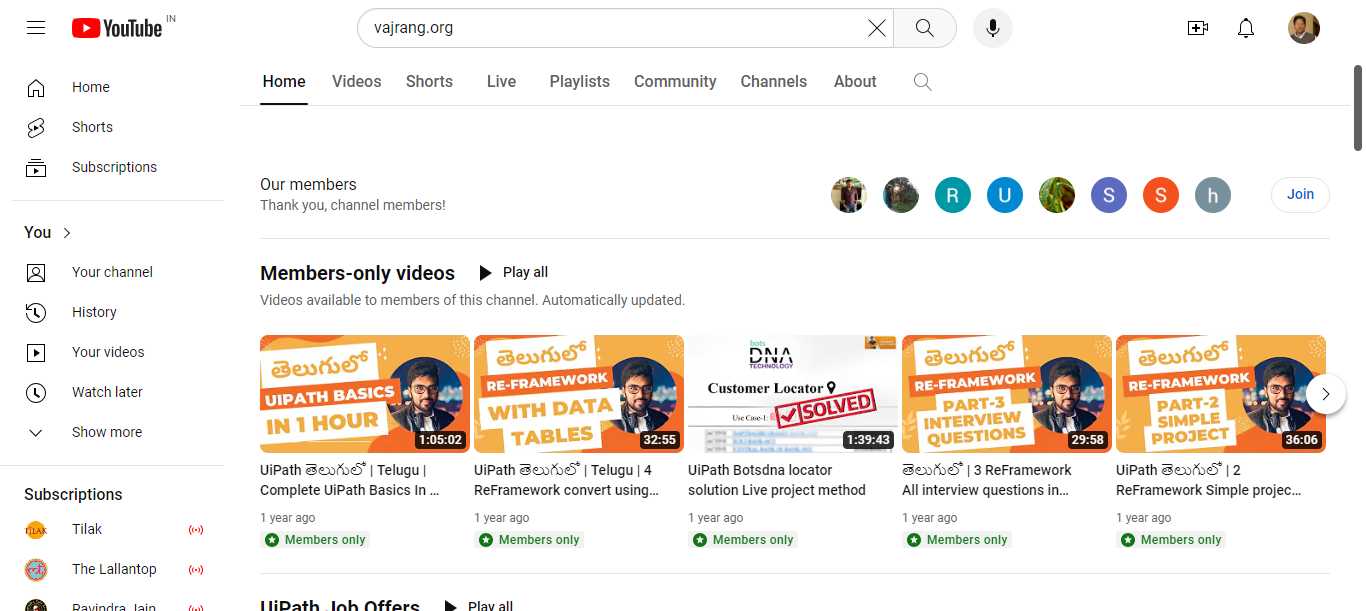 YouTube IN
vajrang.org
Home
Shorts
Subscriptions
You
Your channel
History
Your videos
Watch later
Show more
Subscriptions
TILAK
Tilak
The Lallantop
Ravindra Jain
Home Videos Shorts Live Playlists Community Channels About
Our members
Thank you, channel members!
R U S S h
Join
Members-only videos Play all
Videos available to members of this channel. Automatically updated.
తెలుగులో
UIPATH BASICS
IN 1 HOUR
1:05:02
UiPath తెలుగులో | Telugu |
Complete UiPath Basics In ...
1 year ago
Members only
తెలుగులో
RE-FRAMEWORK
WITH DATA
TABLES
32:55
UiPath తెలుగులో | Telugu | 4
ReFramework convert using...
1 year ago
Members only
bots
DNA
TECHNOLOGY
Customer Locator
Use Case-1:
SOLVED
1:39:43
UiPath Botsdna locator
solution Live project method
1 year ago
Members only
తెలుగులో
RE-FRAMEWORK
PART-3
INTERVIEW
QUESTIONS
29:58
తెలుగులో | 3 ReFramework
All interview questions in...
1 year ago
Members only
తెలుగులో
RE-FRAMEWORK
PART-2
SIMPLE
PROJECT
36:06
UiPath తెలుగులో | 2
ReFramework Simple projec...
1 year ago
Members only
UiPath Job Offers Play all